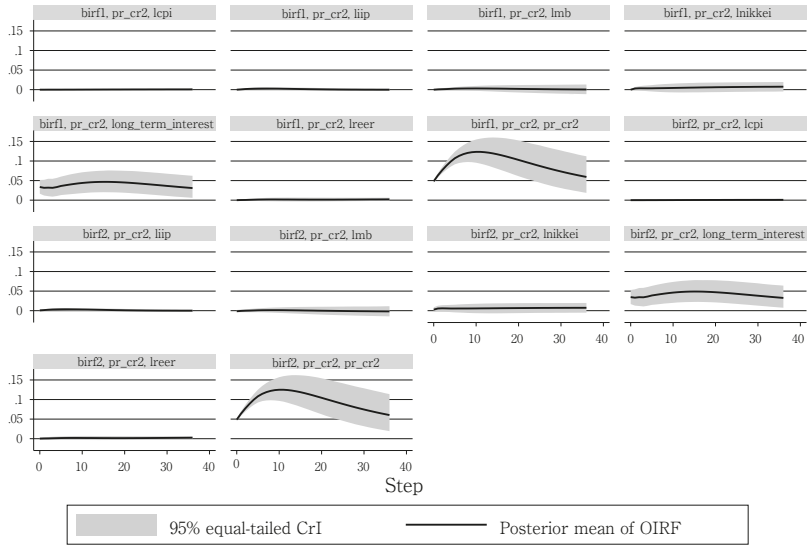 birf1, pr_cr2, lcpi
birf1, pr_cr2, liip
birf1, pr_cr2, lmb
birf1, pr_cr2, lnikkei
.15
.1
.05
0
birf1, pr_cr2, long_term_interest
birf1, pr_cr2, lreer
birf1, pr_cr2, pr_cr2
birf2, pr_cr2, lcpi
.15
.1
.05
0
birf2, pr_cr2, liip
birf2, pr_cr2, lmb
birf2, pr_cr2, lnikkei
birf2, pr_cr2, long_term_interest
.15
.1
.05
0
0 10 20 30 40
0 10 20 30 40
birf2, pr_cr2, lreer
birf2, pr_cr2, pr_cr2
.15
.1
.05
0
0 10 20 30 40
0 10 20 30 40
Step
95% equal-tailed CrI
Posterior mean of OIRF